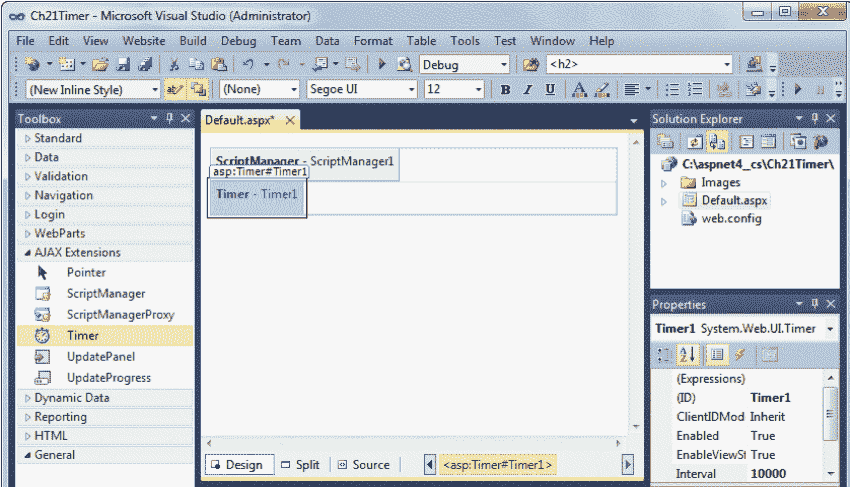 Ch21Timer - Microsoft Visual Studio (Administrator)
File Edit View Website Build Debug Team Data Format Table Tools Test Window Help
Debug <h2>
(New Inline Style) (None) Segoe UI 12 B I U A
Toolbox
Standard
Data
Validation
Navigation
Login
WebParts
AJAX Extensions
Pointer
ScriptManager
ScriptManagerProxy
Timer
UpdatePanel
UpdateProgress
Dynamic Data
Reporting
HTML
General
Default.aspx*
ScriptManager - ScriptManager1
asp:Timer#Timer1
Timer - Timer1
Design Split Source <asp:Timer#Timer1>
Solution Explorer
C:\aspnet4_cs\Ch21Timer\
Images
Default.aspx
web.config
Properties
Timer1 System.Web.UI.Timer
(Expressions)
(ID) Timer1
ClientIDMod Inherit
Enabled True
EnableViewSt True
Interval 10000